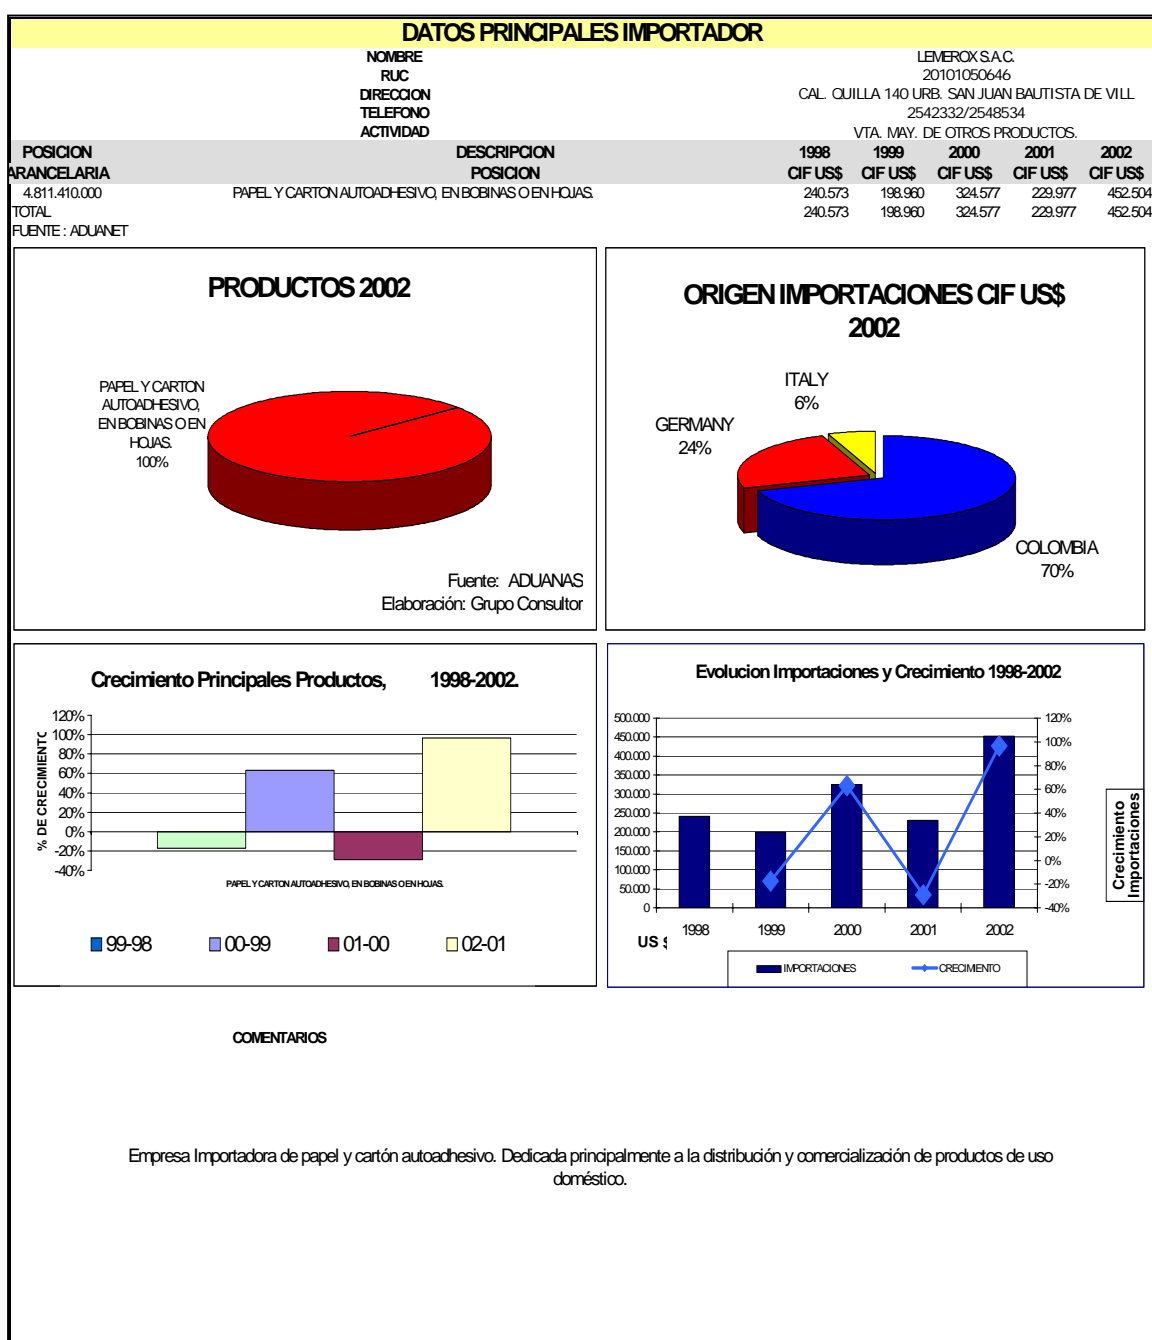 DATOS PRINCIPALES IMPORTADOR
NOMBRE LEMEROX S.A.C.
RUC 20101050646
DIRECCION CAL. QUILLA 140 URB. SAN JUAN BAUTISTA DE VILL
TELEFONO 2542332/2548534
ACTIVIDAD VTA. MAY. DE OTROS PRODUCTOS.
POSICION DESCRIPCION 1998 1999 2000 2001 2002
ARANCELARIA POSICION CIF US$ CIF US$ CIF US$ CIF US$ CIF US$
4.811.410.000 PAPEL Y CARTON AUTOADHESIVO, EN BOBINAS O EN HOJAS. 240.573 198.960 324.577 229.977 452.504
TOTAL 240.573 198.960 324.577 229.977 452.504
FUENTE : ADUANET
PRODUCTOS 2002
PAPEL Y CARTON
AUTOADHESIVO,
EN BOBINAS O EN
HOJAS.
100%
Fuente: ADUANAS
Elaboración: Grupo Consultor
ORIGEN IMPORTACIONES CIF US$
2002
ITALY
6%
GERMANY
24%
COLOMBIA
70%
Crecimiento Principales Productos, 1998-2002.
% DE CRECIMIENTO
120%
100%
80%
60%
40%
20%
0%
-20%
-40%
PAPEL Y CARTON AUTOADHESIVO, EN BOBINAS O EN HOJAS.
99-98 00-99 01-00 02-01
Evolucion Importaciones y Crecimiento 1998-2002
500.000
450.000
400.000
350.000
300.000
250.000
200.000
150.000
100.000
50.000
0
120%
100%
80%
60%
40%
20%
0%
-20%
-40%
Crecimiento
Importaciones
US $
1998 1999 2000 2001 2002
IMPORTACIONES CRECIMIENTO
COMENTARIOS
Empresa Importadora de papel y cartón autoadhesivo. Dedicada principalmente a la distribución y comercialización de productos de uso
doméstico.